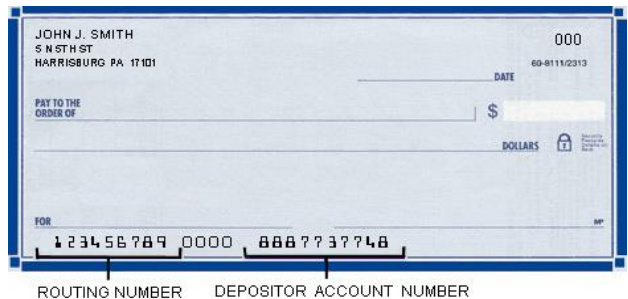 JOHN J. SMITH
000
5 N 5TH ST
HARRISBURG PA 17101
60-8111/2313
DATE
PAY TO THE
ORDER OF
$
DOLLARS
FOR
MP
123456789 0000 8887737748
ROUTING NUMBER DEPOSITOR ACCOUNT NUMBER